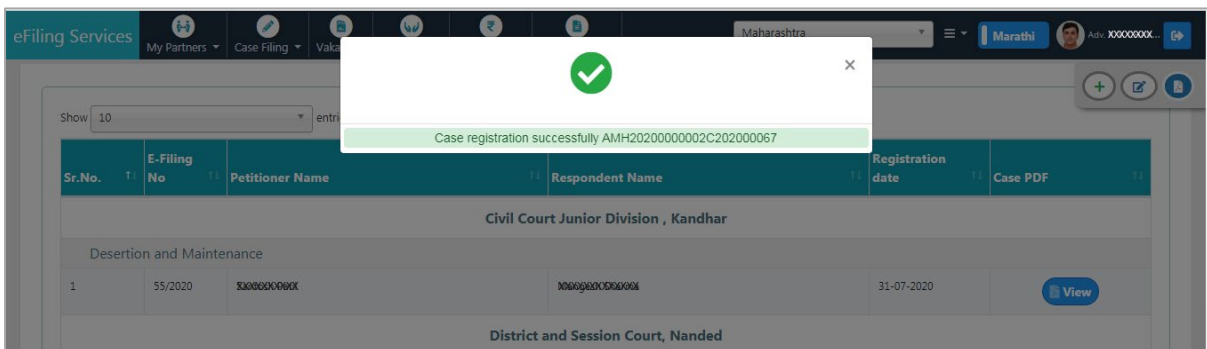 eFiling Services
My Partners
Case Filing
Maharashtra
Marathi
Adv. XXXXXXXX...
Show 10
Case registration successfully AMH20200000002C202000067
Sr.No.
E-Filing
No
Petitioner Name
Respondent Name
Registration
date
Case PDF
Civil Court Junior Division , Kandhar
Desertion and Maintenance
1
55/2020
31-07-2020
View
District and Session Court, Nanded